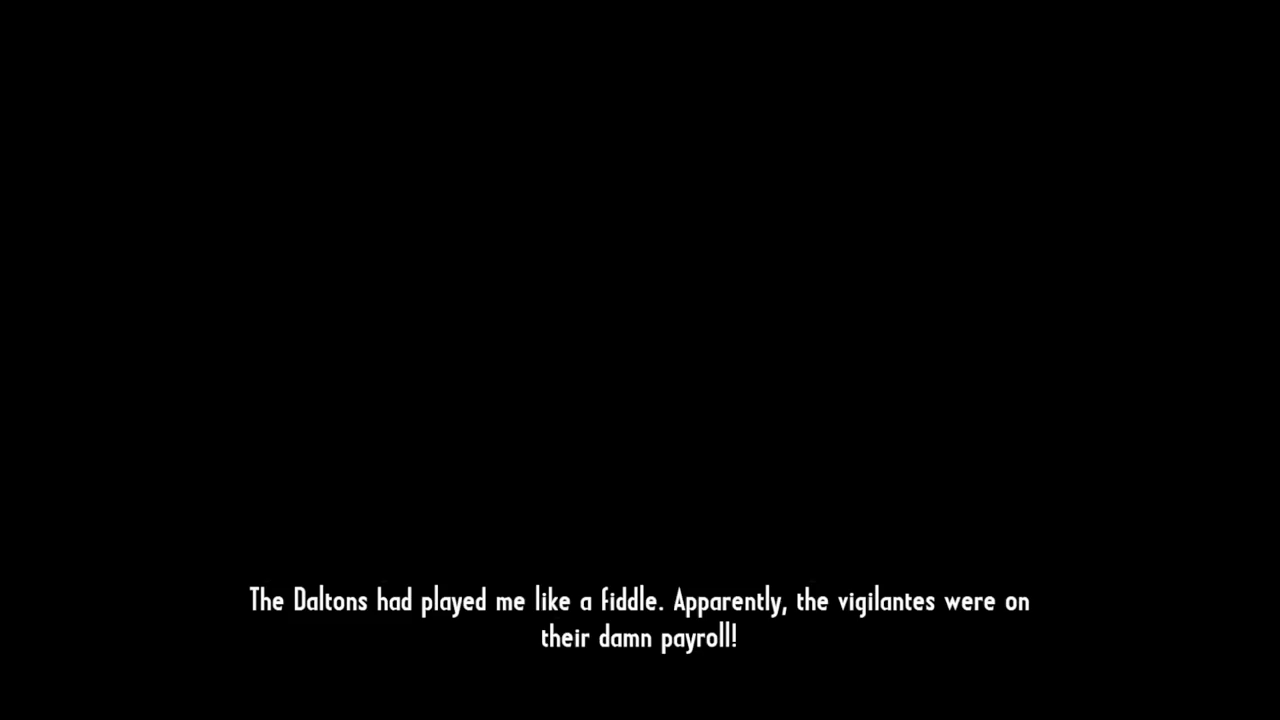 The Daltons had played me like a fiddle. Apparently, the vigilantes were on
their damn payroll!